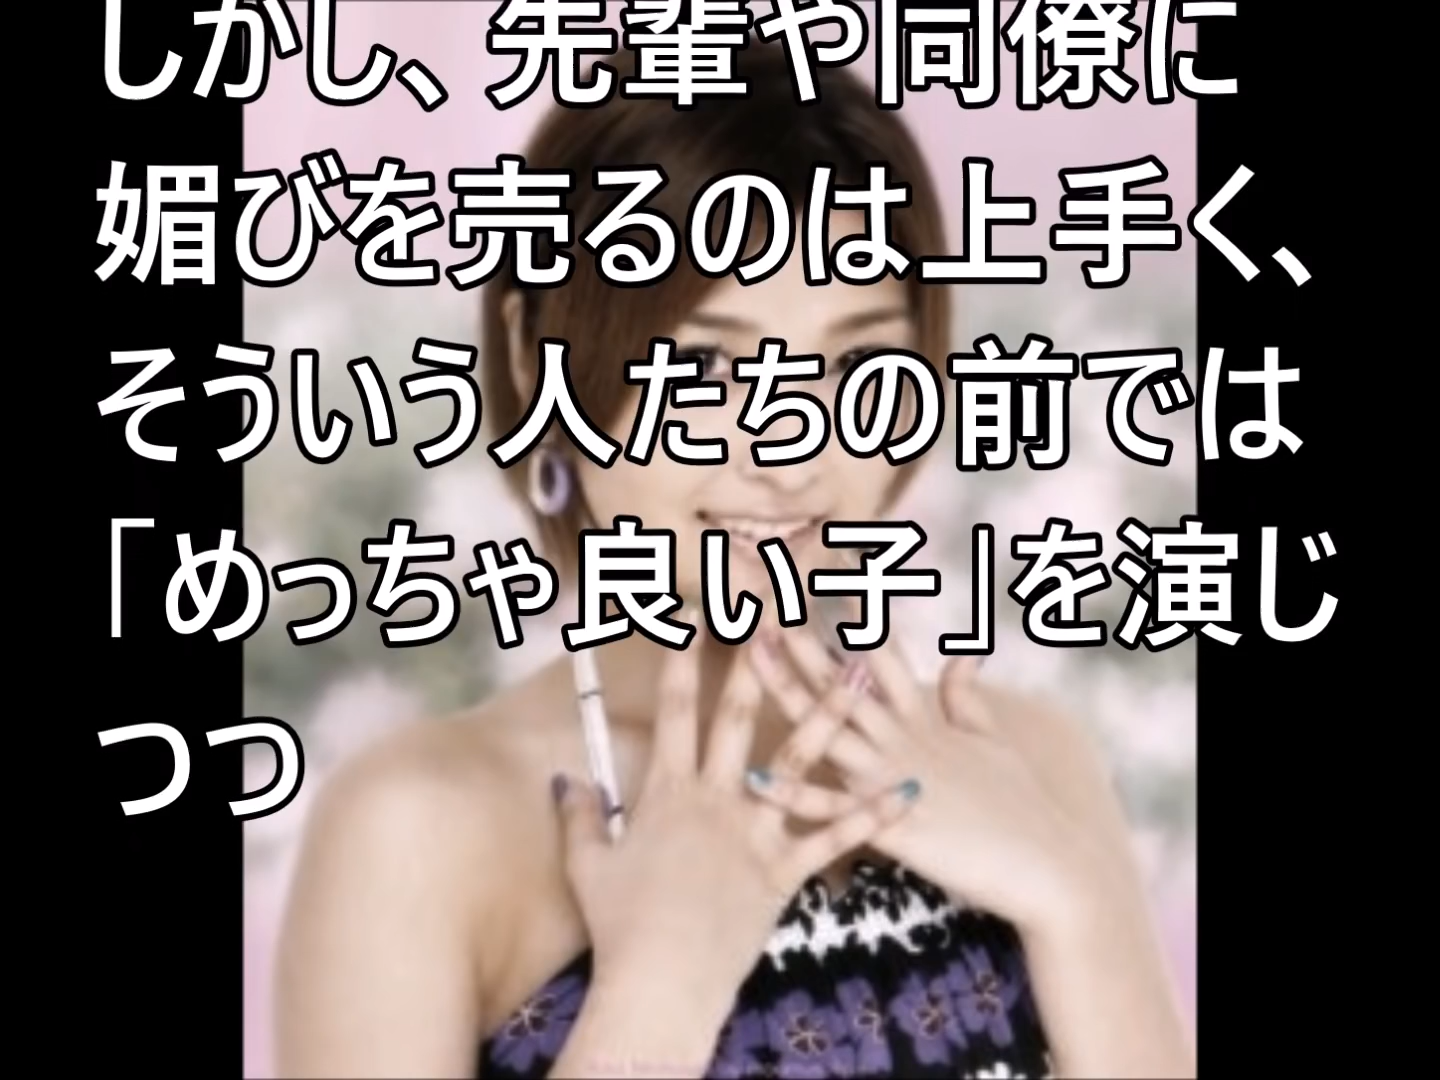 しかし、先輩や同僚に
媚びを売るのは上手く、
そういう人たちの前では
「めっちゃ良い子」を演じ
つつ